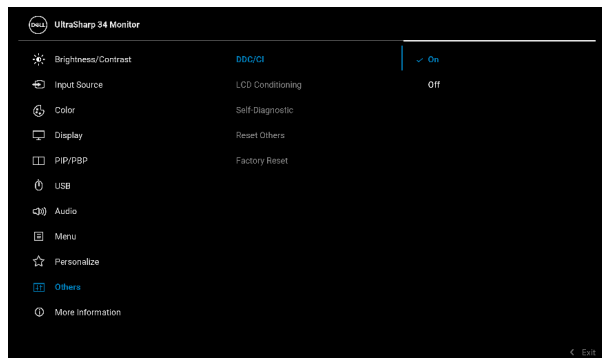 DELL UltraSharp 34 Monitor
Brightness/Contrast DDC/CI ✓ On
Input Source LCD Conditioning Off
Color Self-Diagnostic
Display Reset Others
PIP/PBP Factory Reset
USB
Audio
Menu
Personalize
Others
More Information
< Exit